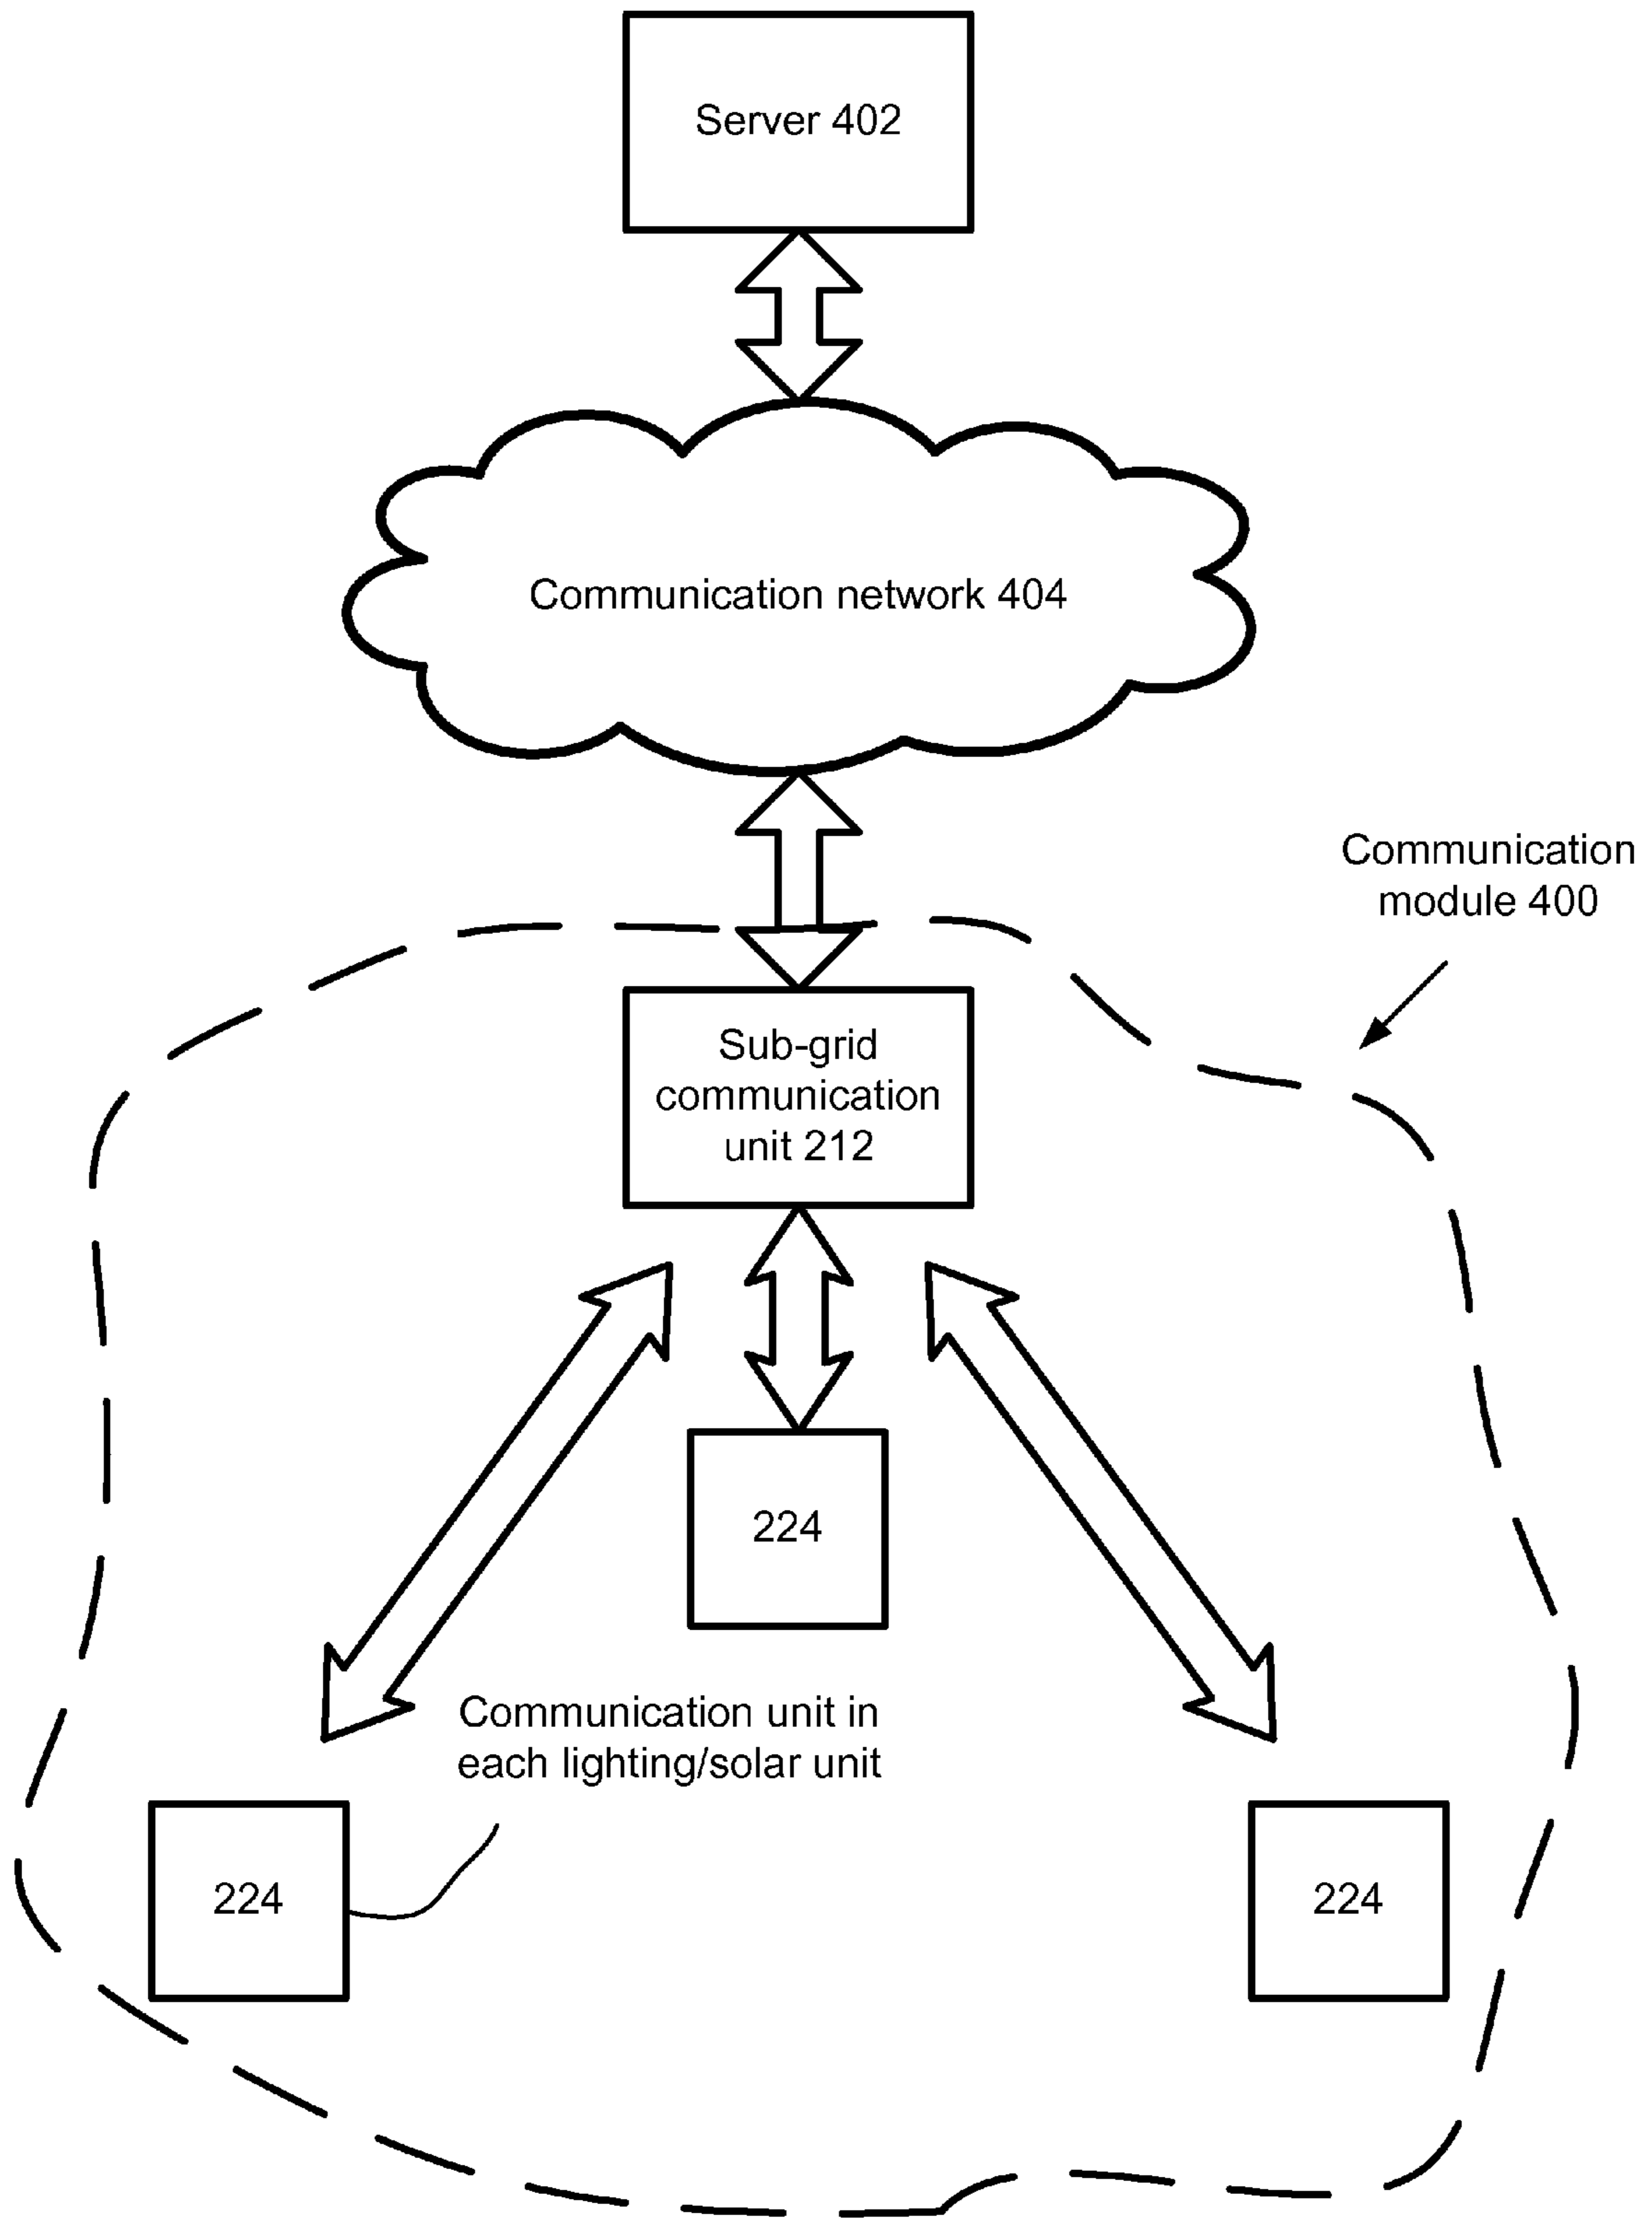 Server 402
Communication network 404
Communication
module 400
Sub-grid
communication
unit 212
224
Communication unit in
each lighting/solar unit
224
224